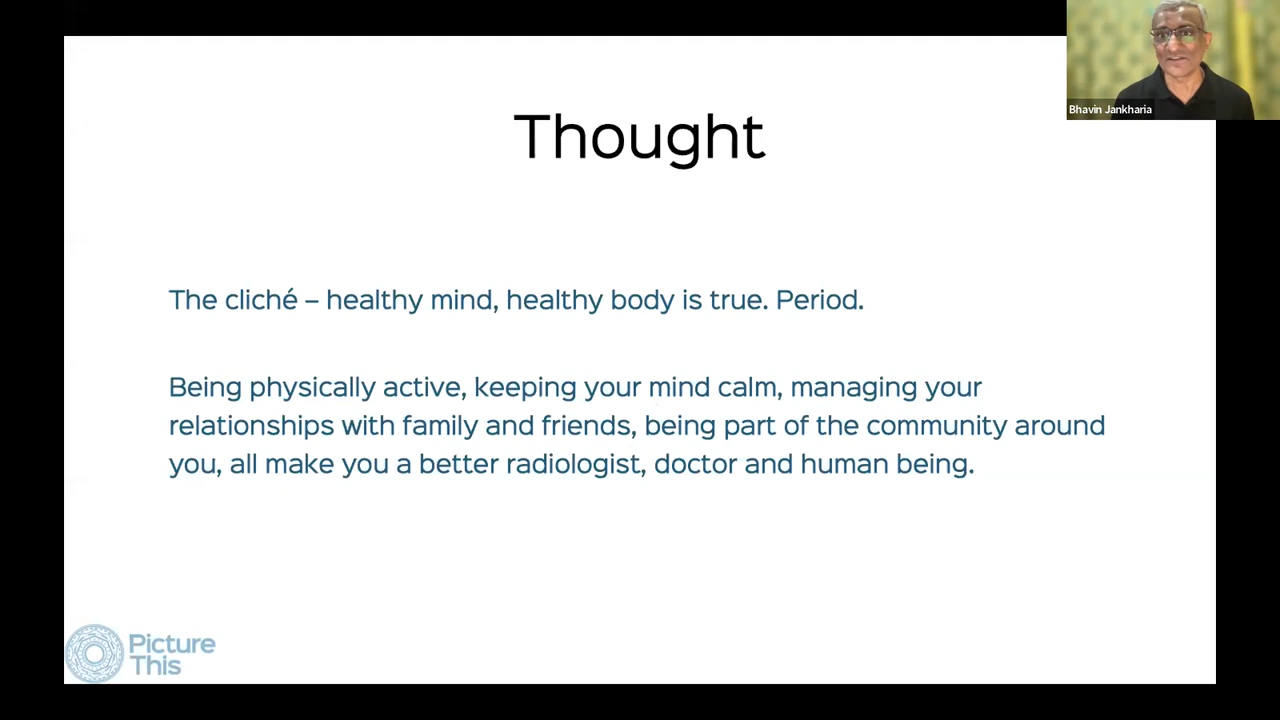 Bhavin Jankharia
Thought
The cliché – healthy mind, healthy body is true. Period.
Being physically active, keeping your mind calm, managing your
relationships with family and friends, being part of the community around
you, all make you a better radiologist, doctor and human being.
Picture
This